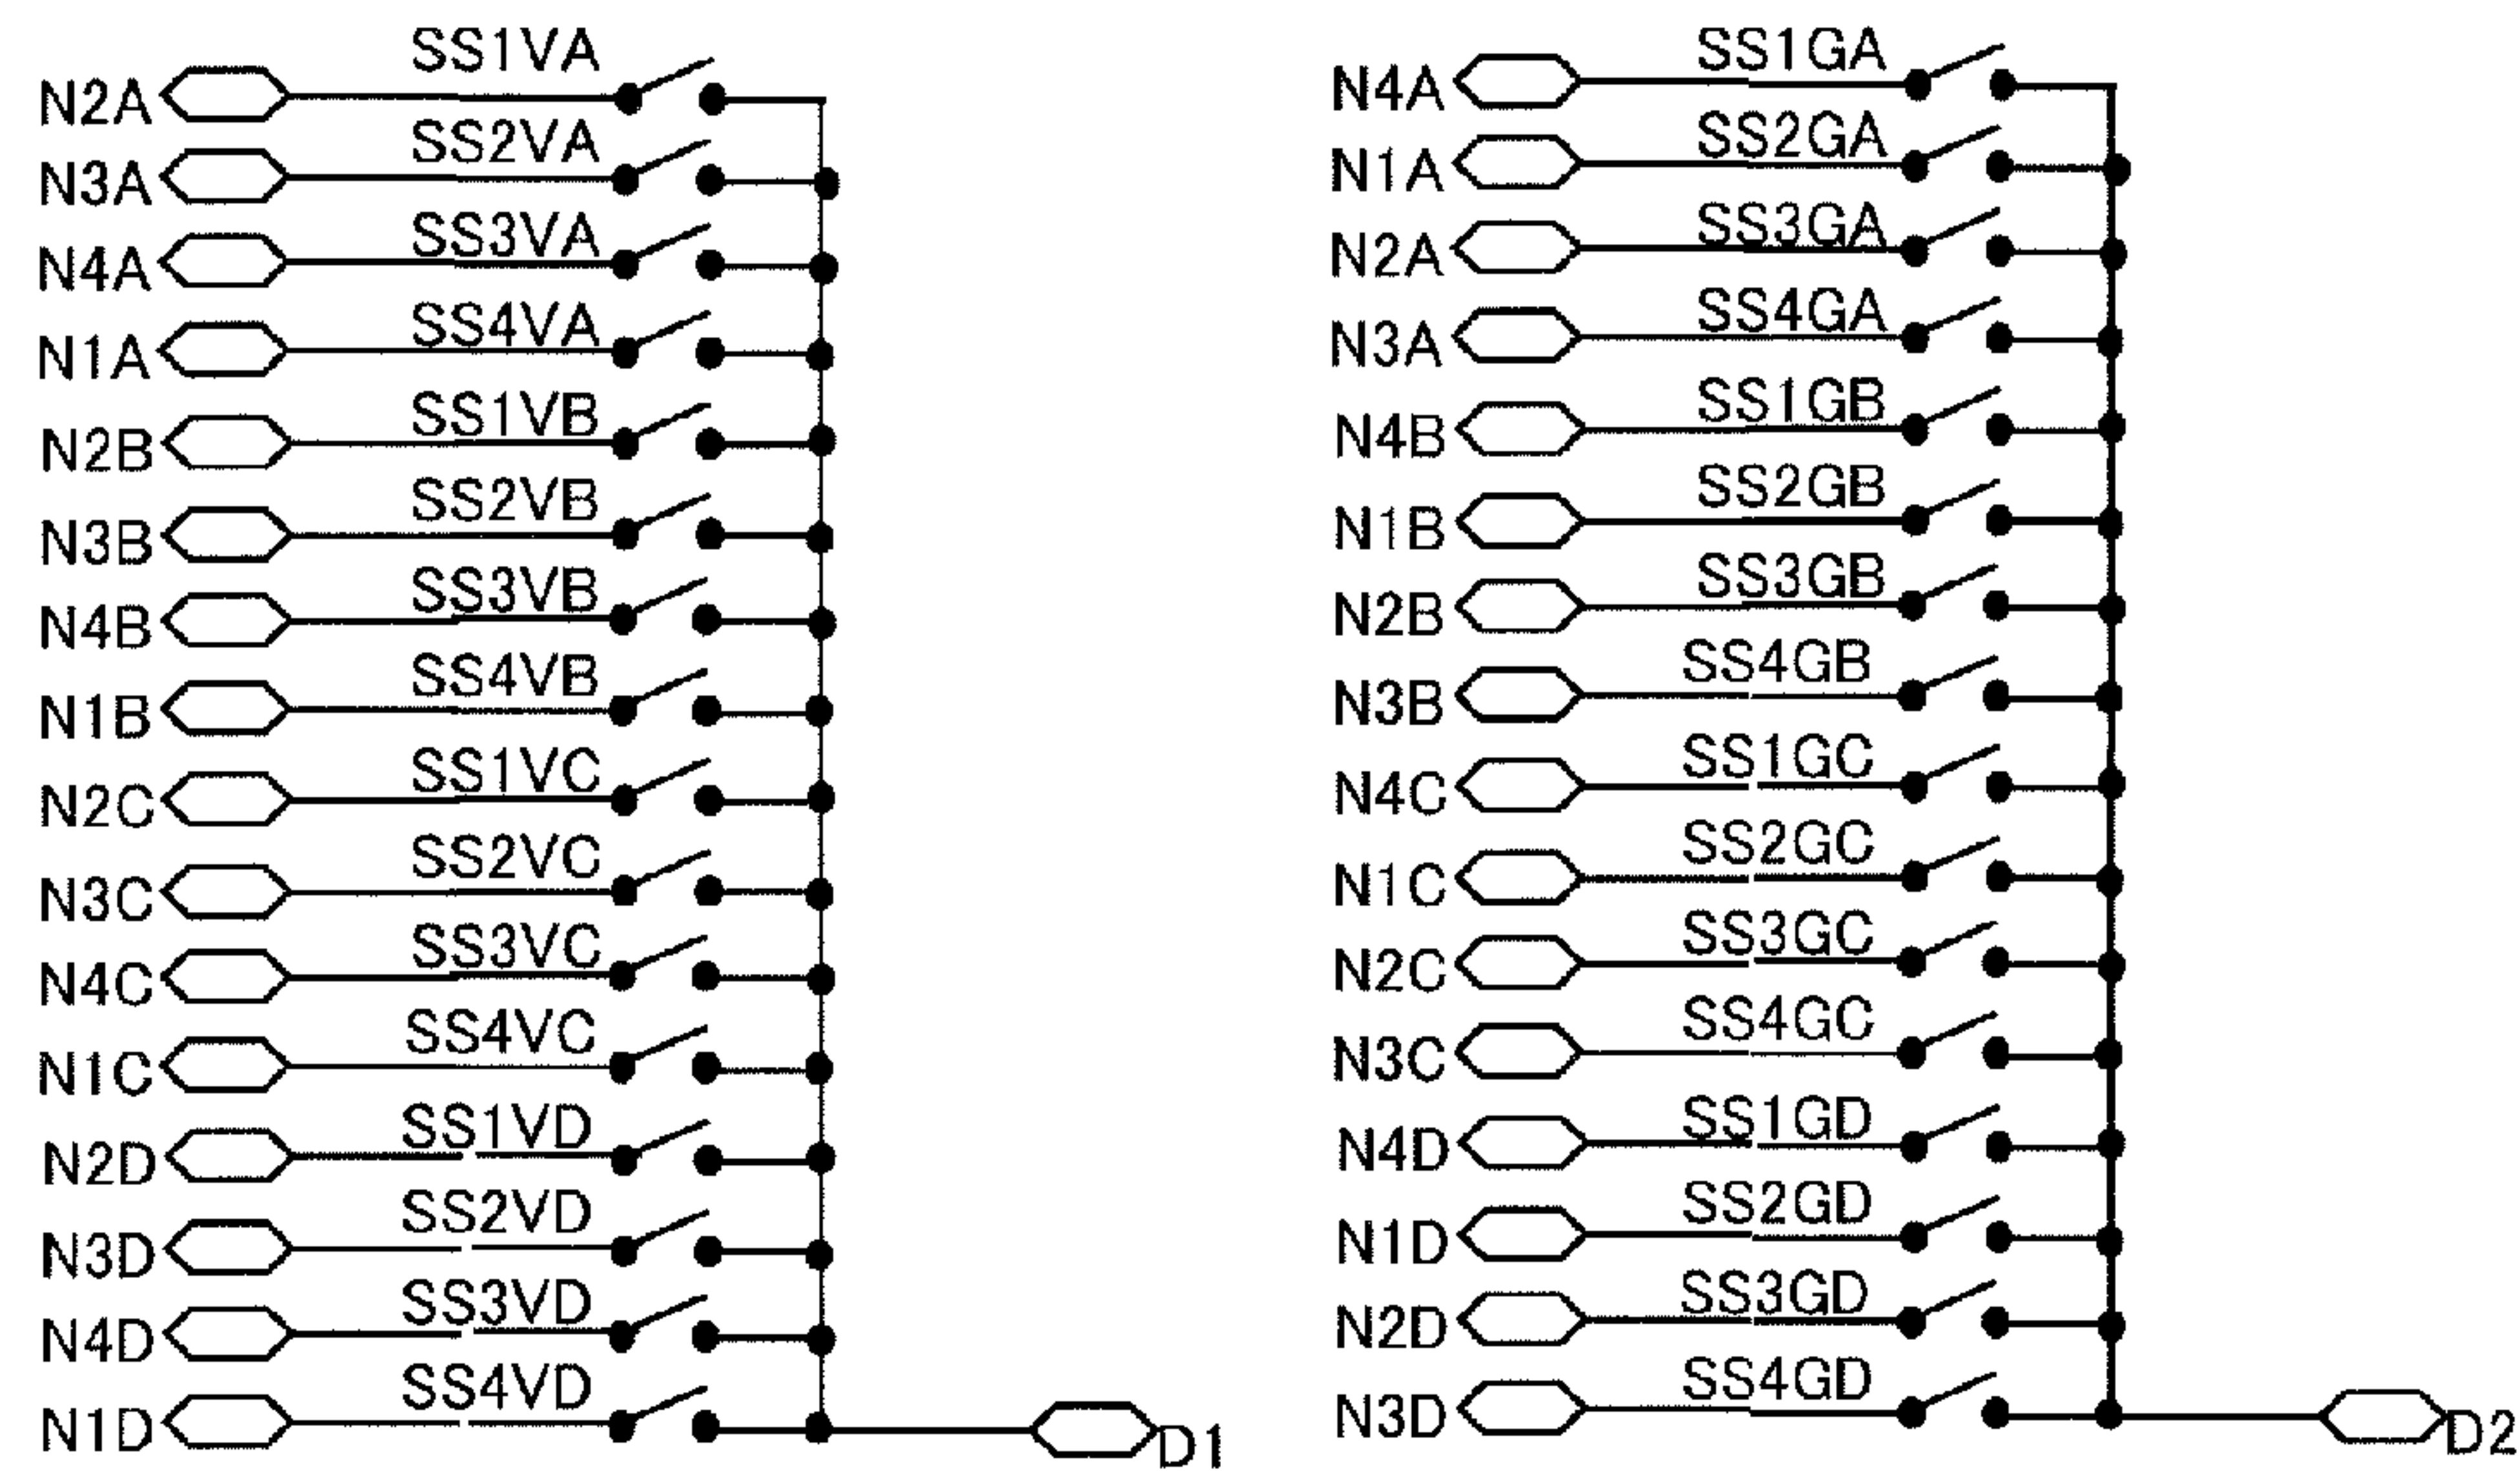 SS1VA
N2A
SS2VA
N3A
SS3VA
N4A
SS4VA
N1A
SS1VB
N2B
SS2VB
N3B
SS3VB
N4B
SS4VB
N1B
SS1VC
N2C
SS2VC
N3C
SS3VC
N4C
SS4VC
N1C
SS1VD
N2D
SS2VD
N3D
SS3VD
N4D
SS4VD
N1D
D1
SS1GA
N4A
SS2GA
N1A
SS3GA
N2A
SS4GA
N3A
SS1GB
N4B
SS2GB
N1B
SS3GB
N2B
SS4GB
N3B
SS1GC
N4C
SS2GC
N1C
SS3GC
N2C
SS4GC
N3C
SS1GD
N4D
SS2GD
N1D
SS3GD
N2D
SS4GD
N3D
D2